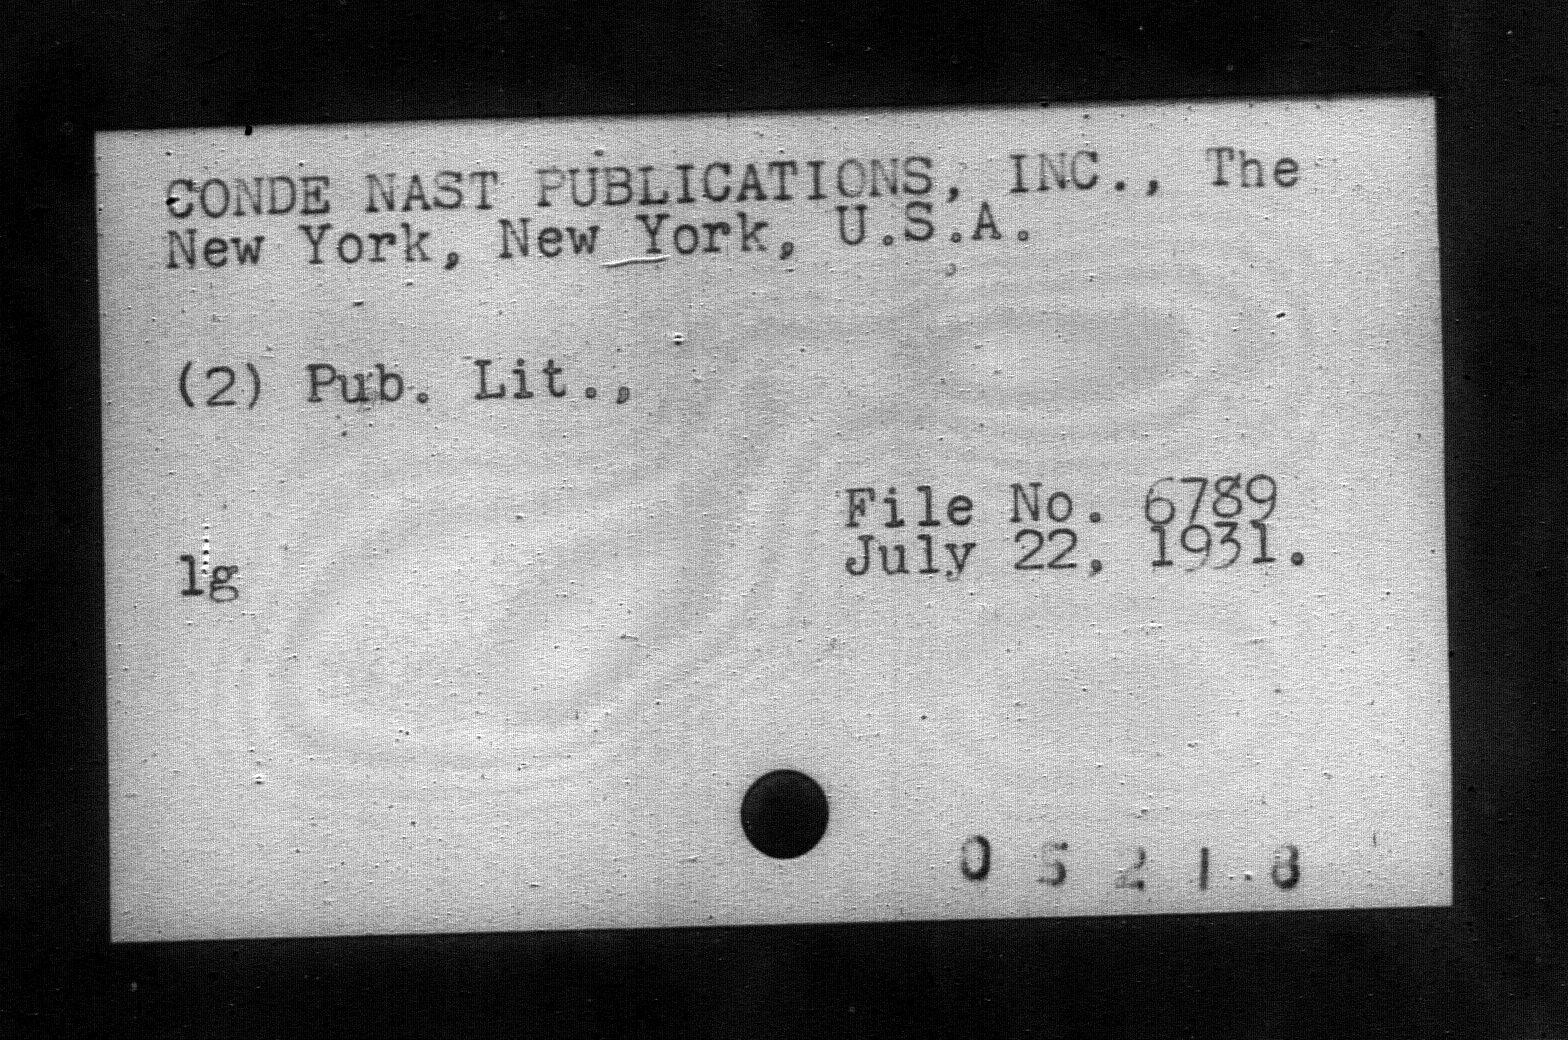 CONDE NAST PUBLICATIONS, INC., The
New York, New York, U.S.A.
(2) Pub. Lit.,
File No. 6789
July 22, 1931.
lg
0 5 2 1 8